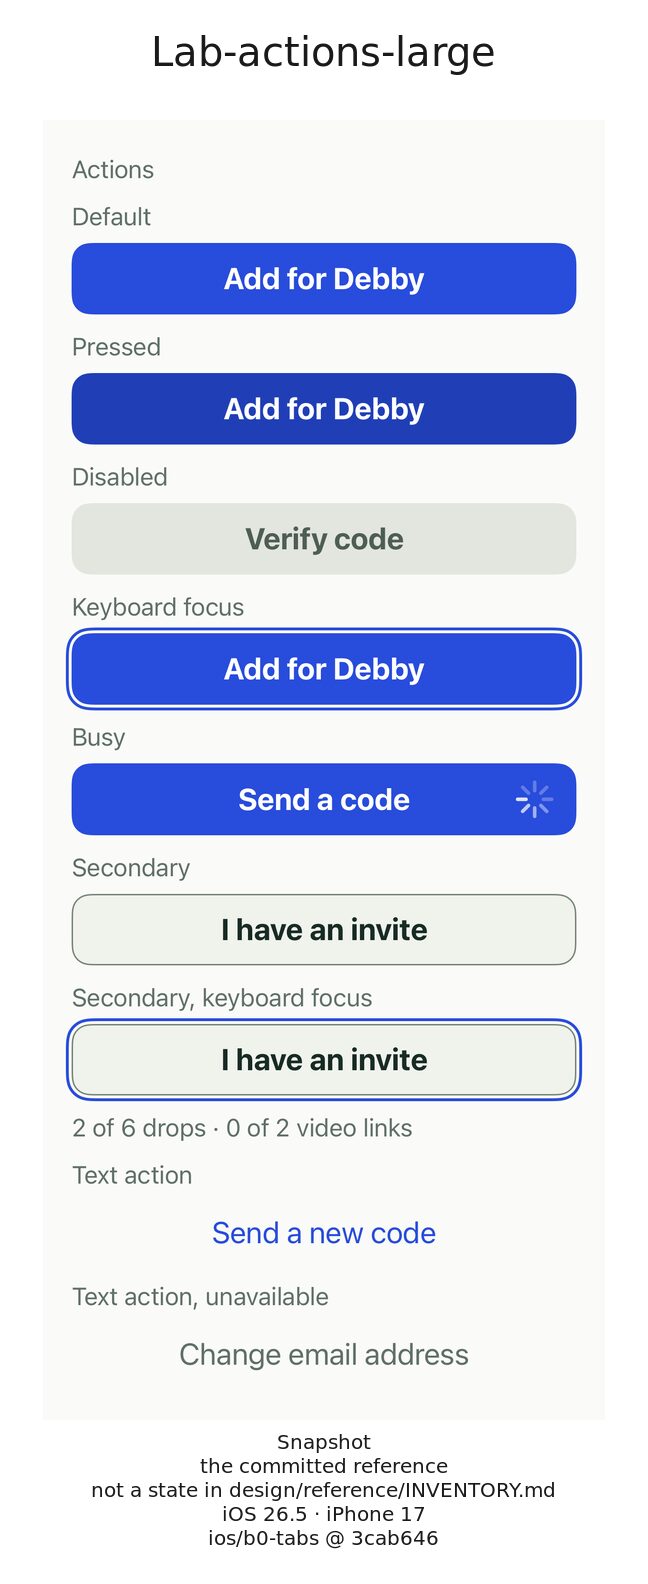 Lab-actions-large
Actions
Default
Add for Debby
Pressed
Add for Debby
Disabled
Verify code
Keyboard focus
Add for Debby
Busy
Send a code
Secondary
I have an invite
Secondary, keyboard focus
I have an invite
2 of 6 drops · 0 of 2 video links
Text action
Send a new code
Text action, unavailable
Change email address
Snapshot
the committed reference
not a state in design/reference/INVENTORY.md
iOS 26.5 · iPhone 17
ios/b0-tabs @ 3cab646